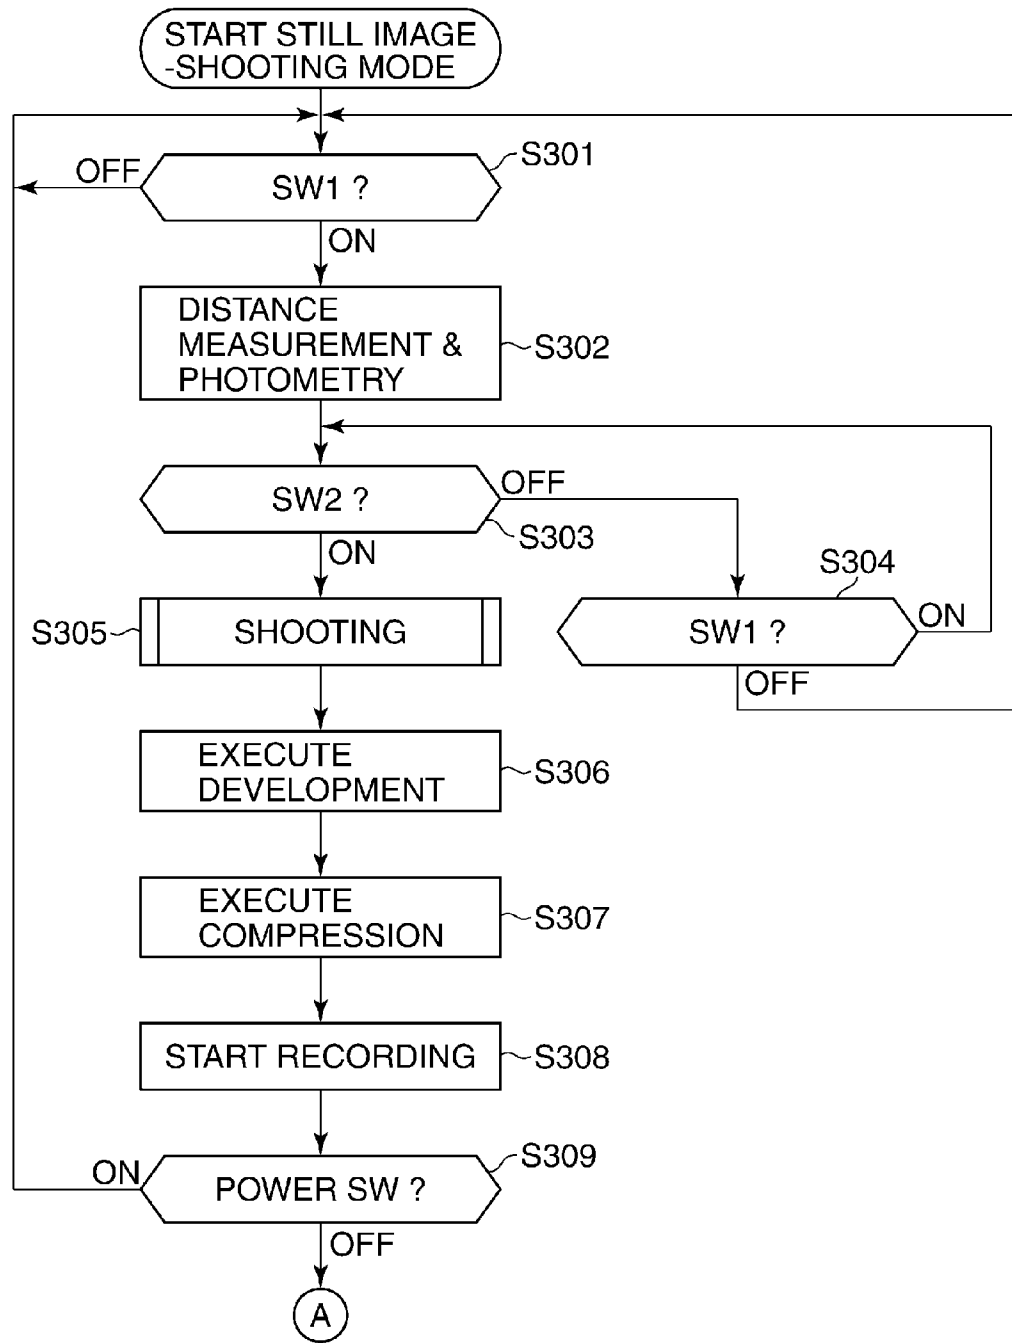 START STILL IMAGE
-SHOOTING MODE
S301
OFF
SW1 ?
ON
DISTANCE
MEASUREMENT &
PHOTOMETRY
S302
SW2 ?
OFF
S303
ON
S304
S305
SHOOTING
SW1 ?
ON
OFF
EXECUTE
DEVELOPMENT
S306
EXECUTE
COMPRESSION
S307
START RECORDING
S308
S309
ON
POWER SW ?
OFF
A